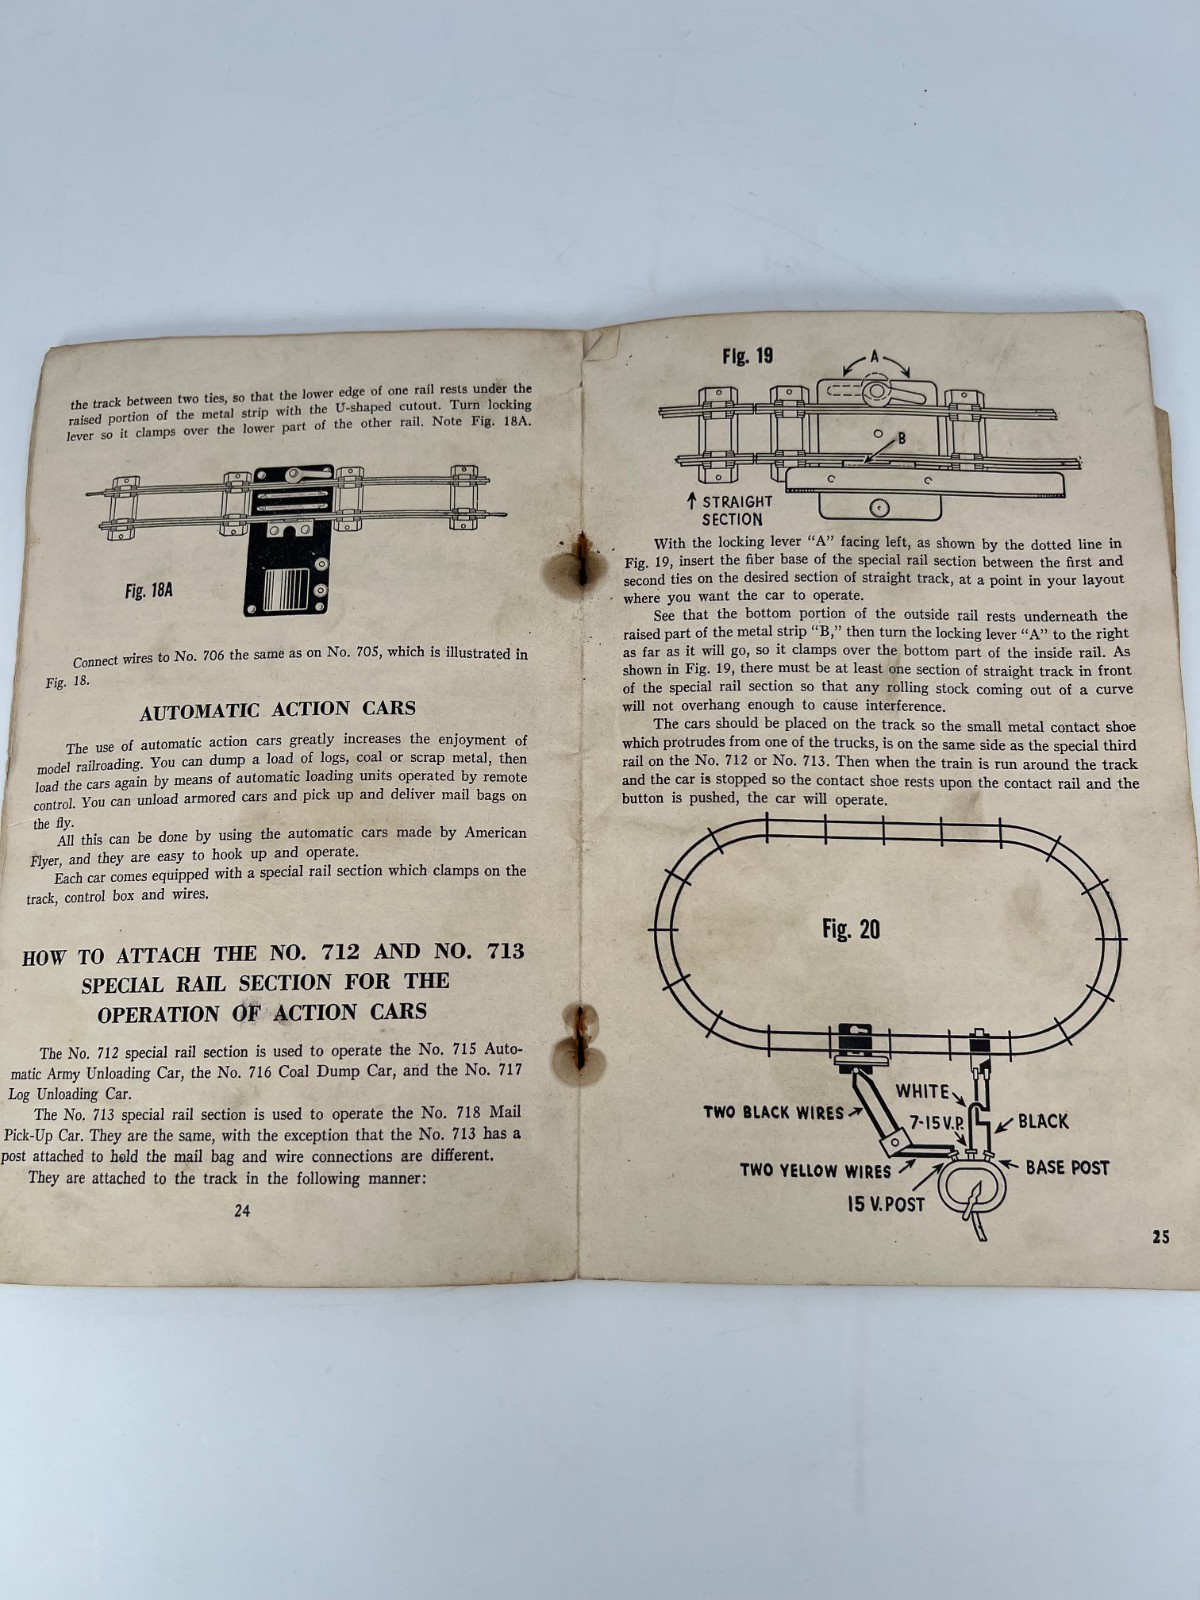 the track between two ties, so that the lower edge of one rail rests under the
raised portion of the metal strip with the U-shaped cutout. Turn locking
lever so it clamps over the lower part of the other rail. Note Fig. 18A.
Fig. 18A
Connect wires to No. 706 the same as on No. 705, which is illustrated in
Fig. 18.
AUTOMATIC ACTION CARS
The use of automatic action cars greatly increases the enjoyment of
model railroading. You can dump a load of logs, coal or scrap metal, then
load the cars again by means of automatic loading units operated by remote
control. You can unload armored cars and pick up and deliver mail bags on
the fly.
All this can be done by using the automatic cars made by American
Flyer, and they are easy to hook up and operate.
Each car comes equipped with a special rail section which clamps on the
track, control box and wires.
HOW TO ATTACH THE NO. 712 AND NO. 713
SPECIAL RAIL SECTION FOR THE
OPERATION OF ACTION CARS
The No. 712 special rail section is used to operate the No. 715 Auto-
matic Army Unloading Car, the No. 716 Coal Dump Car, and the No. 717
Log Unloading Car.
The No. 713 special rail section is used to operate the No. 718 Mail
Pick-Up Car. They are the same, with the exception that the No. 713 has a
post attached to hold the mail bag and wire connections are different.
They are attached to the track in the following manner:
24
Fig. 19
A
B
STRAIGHT
SECTION
With the locking lever "A" facing left, as shown by the dotted line in
Fig. 19, insert the fiber base of the special rail section between the first and
second ties on the desired section of straight track, at a point in your layout
where you want the car to operate.
See that the bottom portion of the outside rail rests underneath the
raised part of the metal strip "B," then turn the locking lever "A" to the right
as far as it will go, so it clamps over the bottom part of the inside rail. As
shown in Fig. 19, there must be at least one section of straight track in front
of the special rail section so that any rolling stock coming out of a curve
will not overhang enough to cause interference.
The cars should be placed on the track so the small metal contact shoe
which protrudes from one of the trucks, is on the same side as the special third
rail on the No. 712 or No. 713. Then when the train is run around the track
and the car is stopped so the contact shoe rests upon the contact rail and the
button is pushed, the car will operate.
Fig. 20
WHITE
TWO BLACK WIRES
7-15 V.P.
BLACK
TWO YELLOW WIRES
BASE POST
15 V. POST
25